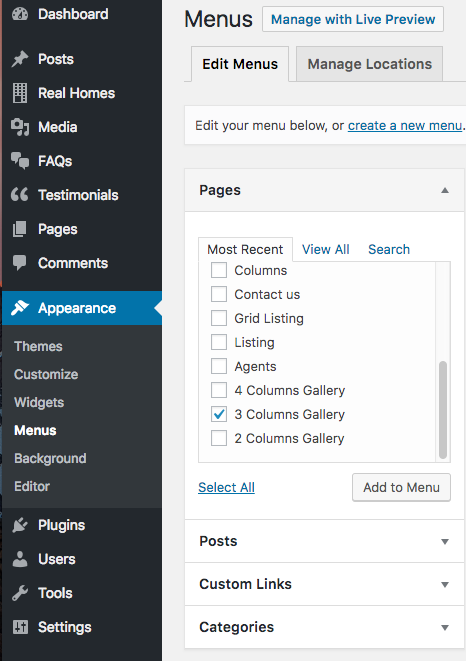 Dashboard
Posts
Real Homes
Media
FAQs
Testimonials
Pages
Comments
Appearance
Themes
Customize
Widgets
Menus
Background
Editor
Plugins
Users
Tools
Settings
Menus Manage with Live Preview
Edit Menus Manage Locations
Edit your menu below, or create a new menu.
Pages
Most Recent View All Search
Columns
Contact us
Grid Listing
Listing
Agents
4 Columns Gallery
3 Columns Gallery
2 Columns Gallery
Select All Add to Menu
Posts
Custom Links
Categories